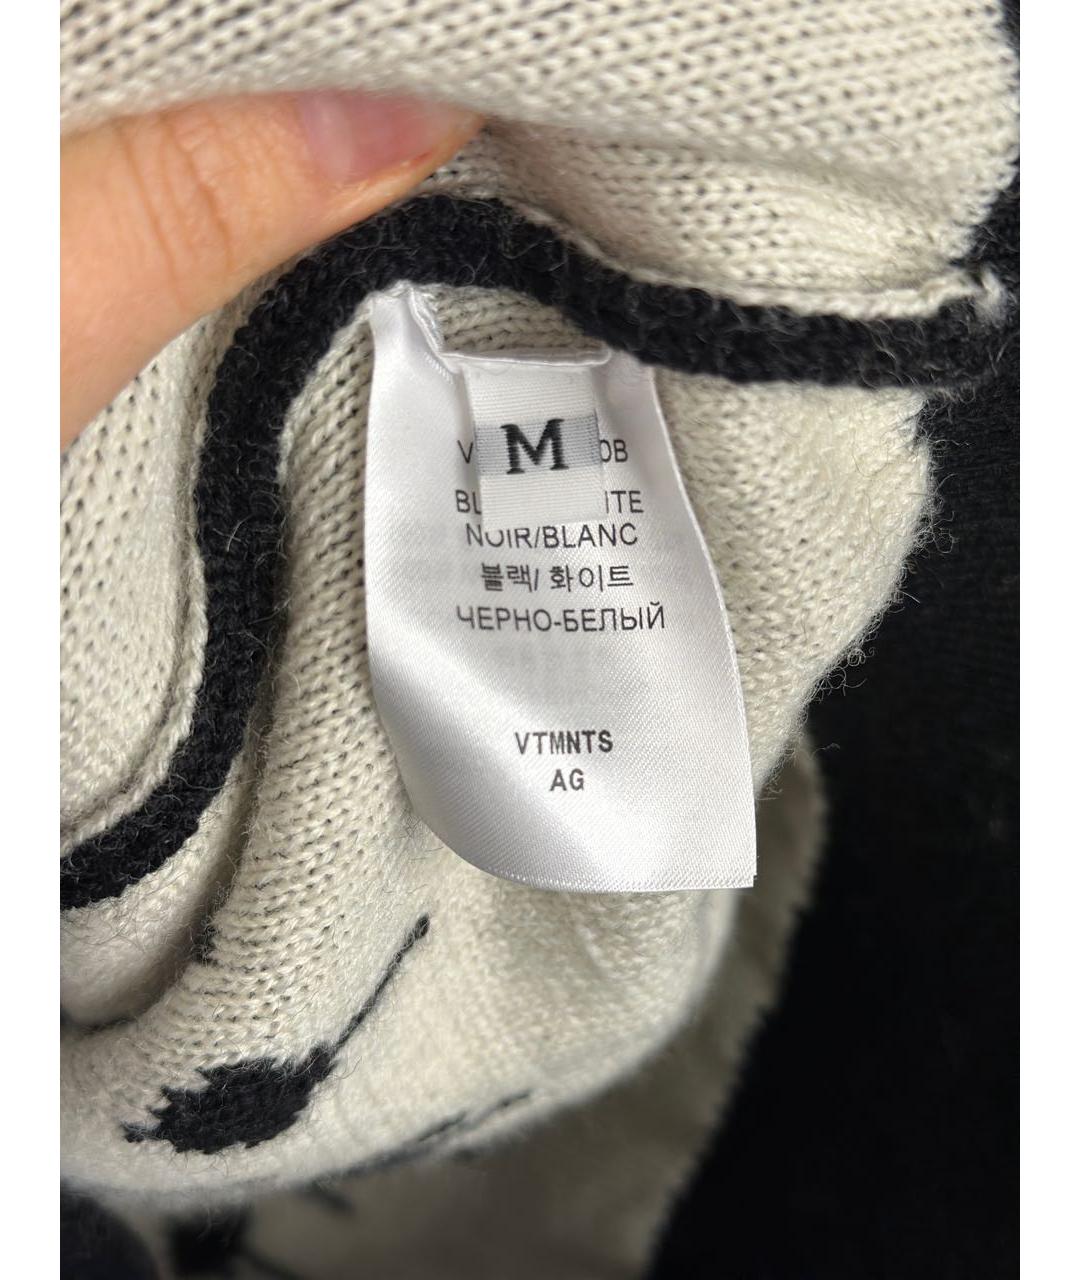 M
NOIR/BLANC
블랙/ 화이트
ЧЕРНО-БЕЛЫЙ
VTMNTS
AG